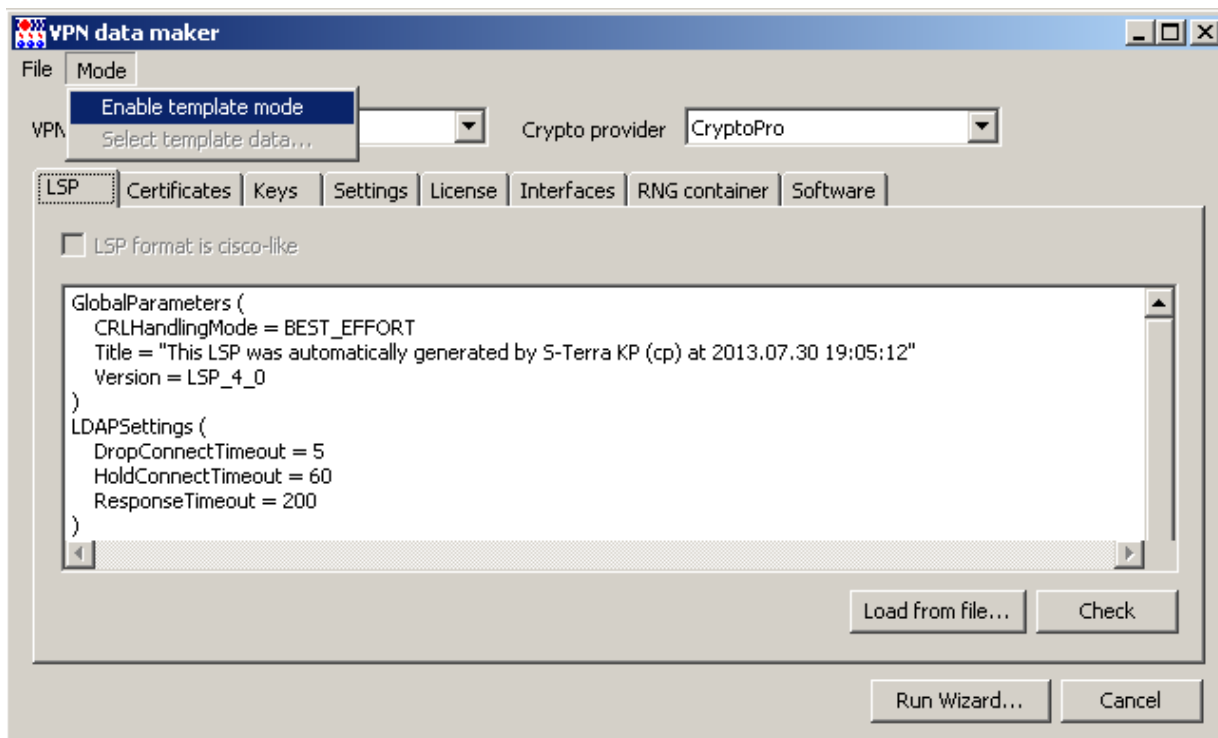 VPN data maker
File Mode
Enable template mode
Select template data...
VPN
Crypto provider CryptoPro
LSP Certificates Keys Settings License Interfaces RNG container Software
LSP format is cisco-like
GlobalParameters (
CRLHandlingMode = BEST_EFFORT
Title = "This LSP was automatically generated by S-Terra KP (cp) at 2013.07.30 19:05:12"
Version = LSP_4_0
)
LDAPSettings (
DropConnectTimeout = 5
HoldConnectTimeout = 60
ResponseTimeout = 200
)
Load from file... Check
Run Wizard... Cancel